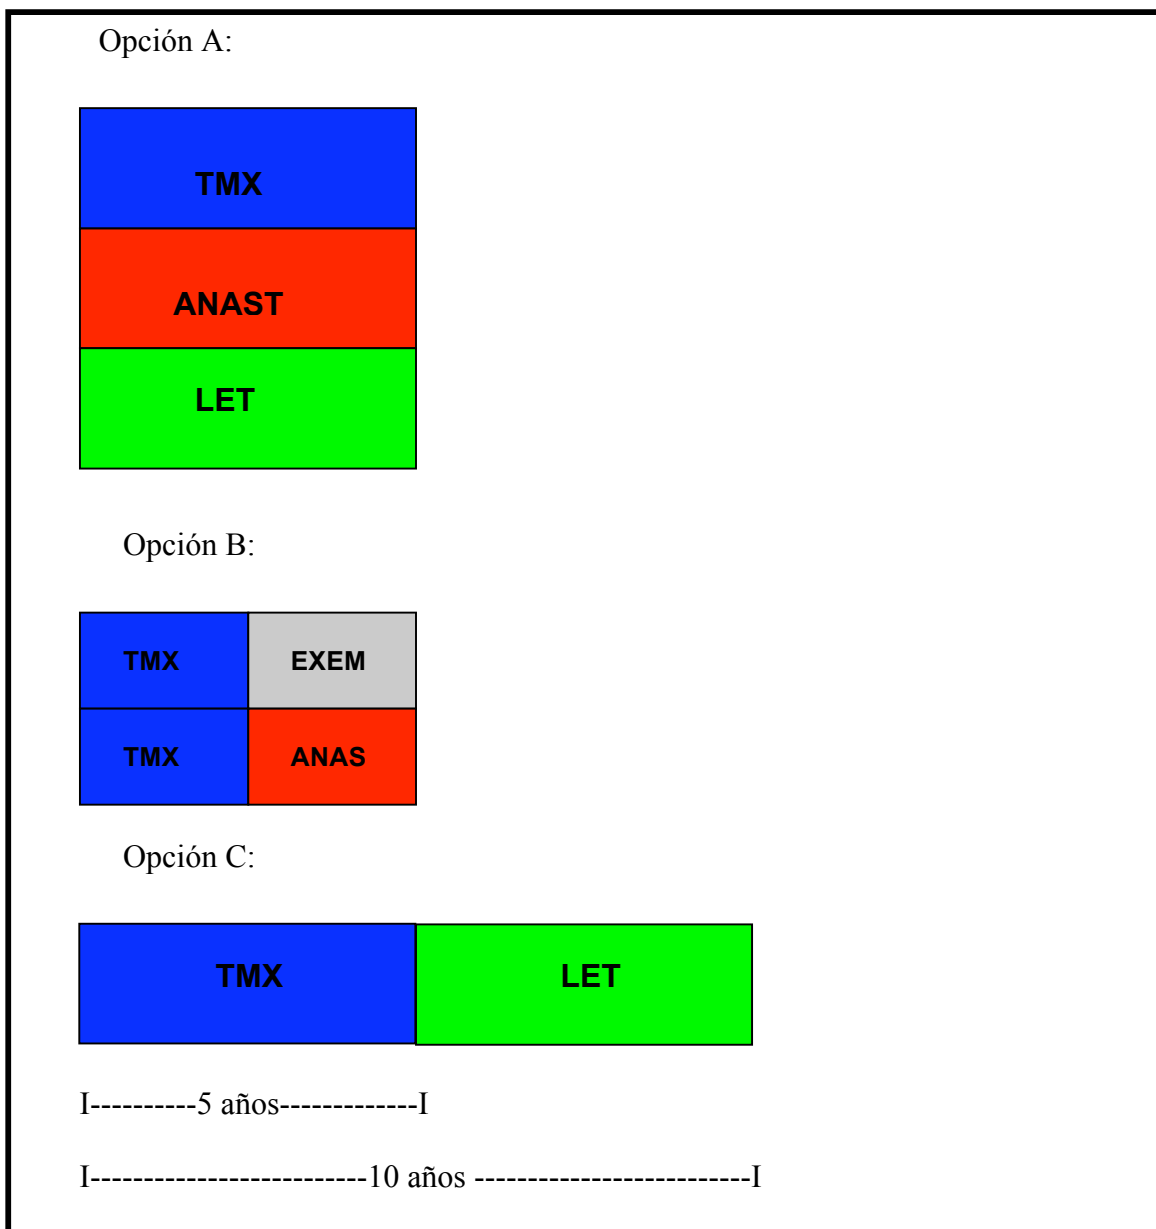 Opción A:
TMX
ANAST
LET
Opción B:
TMX EXEM
TMX ANAS
Opción C:
TMX LET
I----------5 años-------------I
I--------------------------10 años --------------------------I